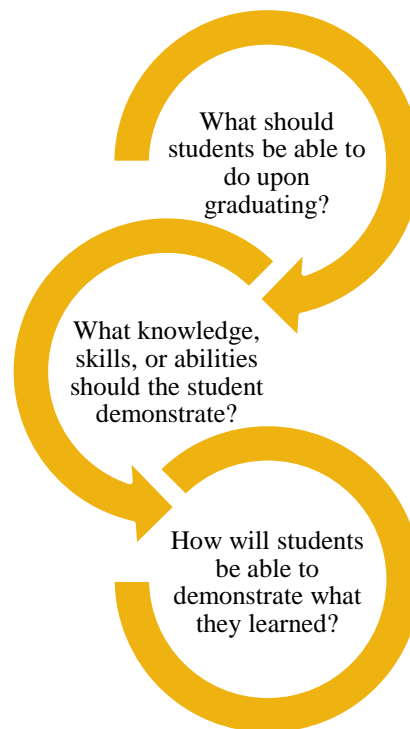 What should
students be able to
do upon
graduating?
What knowledge,
skills, or abilities
should the student
demonstrate?
How will students
be able to
demonstrate what
they learned?